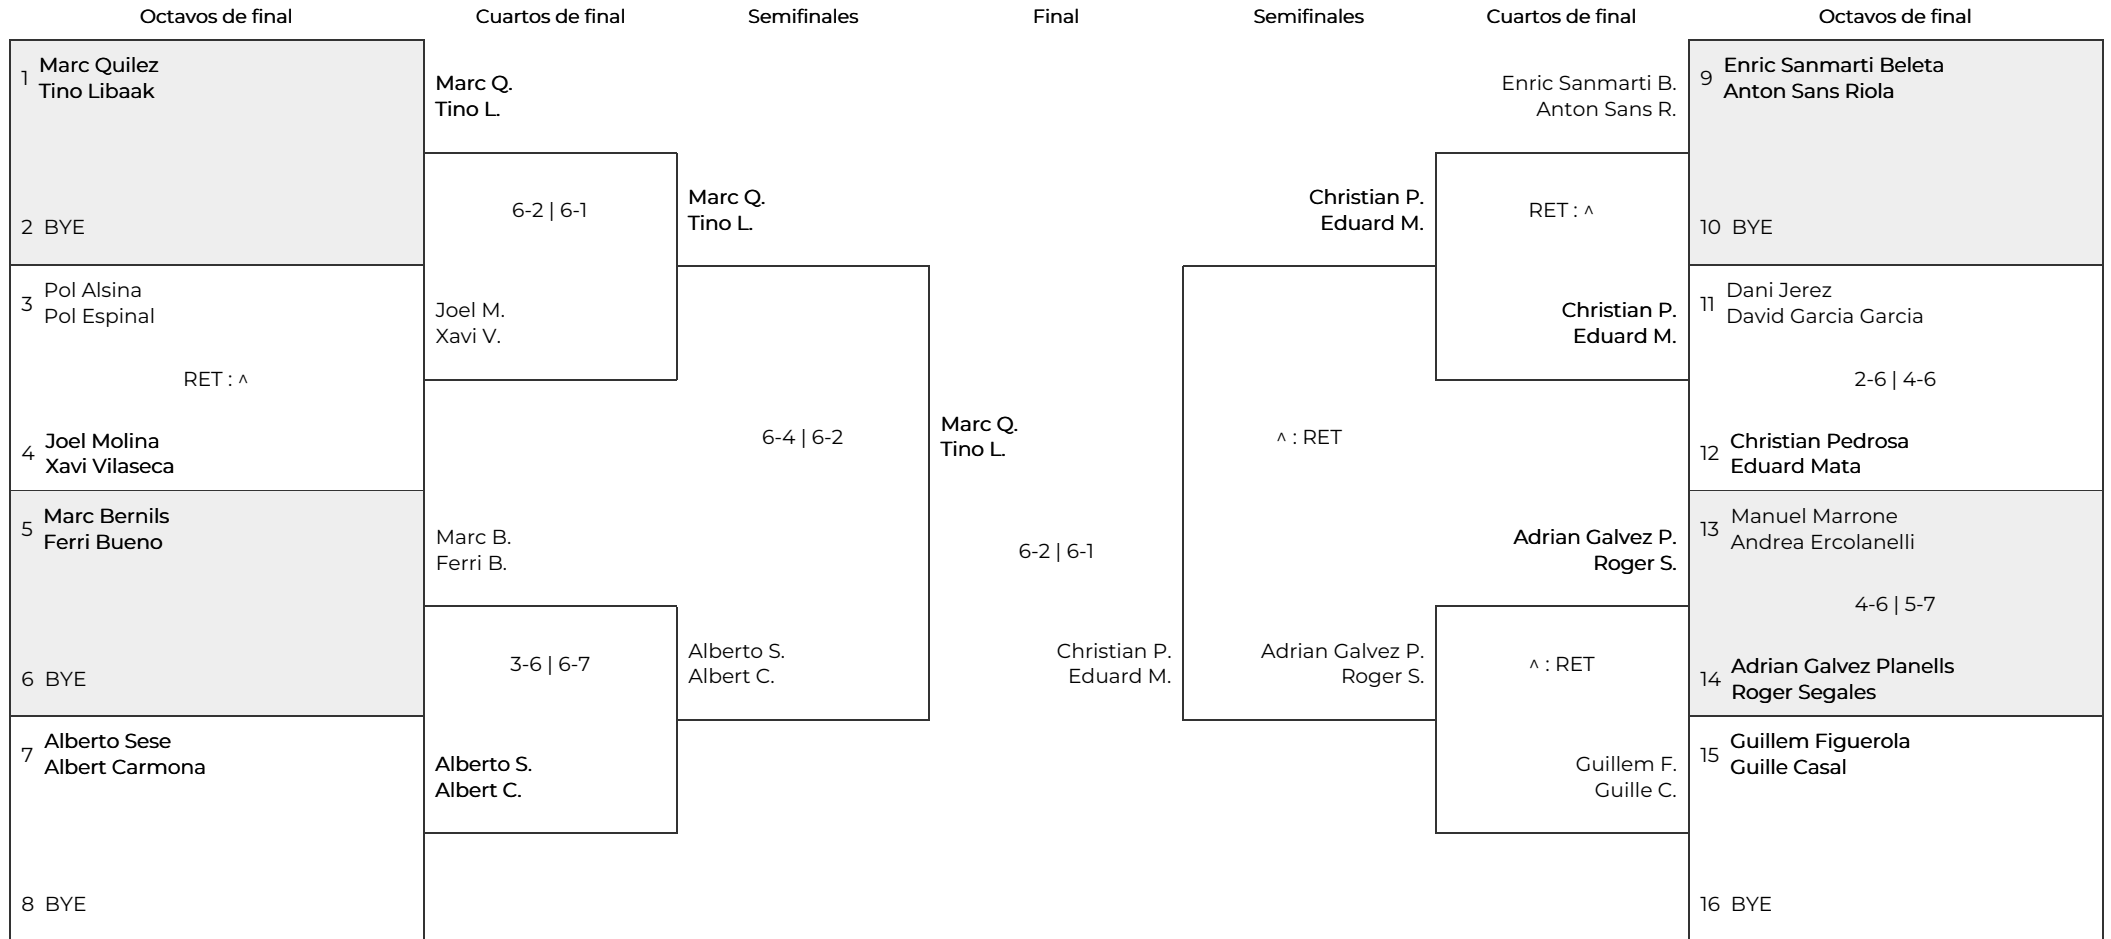 Octavos de final
Cuartos de final
Semifinales
Final
Semifinales
Cuartos de final
Octavos de final
1
Marc Quilez
Tino Libaak
2 BYE
3
Pol Alsina
Pol Espinal
RET : ^
4
Joel Molina
Xavi Vilaseca
5
Marc Bernils
Ferri Bueno
6 BYE
7
Alberto Sese
Albert Carmona
8 BYE
Marc Q.
Tino L.
6-2 | 6-1
Joel M.
Xavi V.
Marc B.
Ferri B.
3-6 | 6-7
Alberto S.
Albert C.
Marc Q.
Tino L.
6-4 | 6-2
Alberto S.
Albert C.
Marc Q.
Tino L.
6-2 | 6-1
Christian P.
Eduard M.
Christian P.
Eduard M.
^ : RET
Adrian Galvez P.
Roger S.
Enric Sanmarti B.
Anton Sans R.
RET : ^
Christian P.
Eduard M.
Adrian Galvez P.
Roger S.
^ : RET
Guillem F.
Guille C.
9
Enric Sanmarti Beleta
Anton Sans Riola
10 BYE
11
Dani Jerez
David Garcia Garcia
2-6 | 4-6
12
Christian Pedrosa
Eduard Mata
13
Manuel Marrone
Andrea Ercolanelli
4-6 | 5-7
14
Adrian Galvez Planells
Roger Segales
15
Guillem Figuerola
Guille Casal
16 BYE